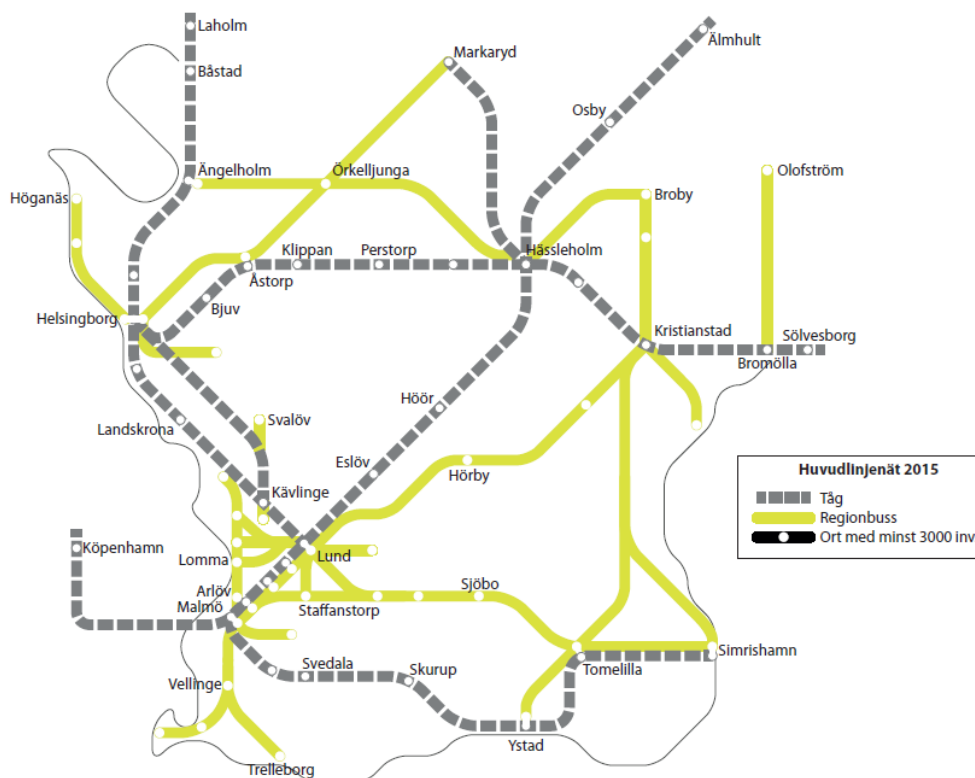 Laholm
Älmhult
Markaryd
Båstad
Osby
Ängelholm
Örkelljunga
Olofström
Höganäs
Broby
Klippan
Perstorp
Hässleholm
Åstorp
Bjuv
Helsingborg
Kristianstad
Sölvesborg
Bromölla
Höör
Svalöv
Landskrona
Eslöv
Hörby
Huvudlinjenät 2015
Tåg
Regionbuss
Ort med minst 3000 inv
Kävlinge
Köpenhamn
Lund
Lomma
Sjöbo
Arlöv
Malmö
Staffanstorp
Simrishamn
Svedala
Skurup
Tomelilla
Vellinge
Ystad
Trelleborg